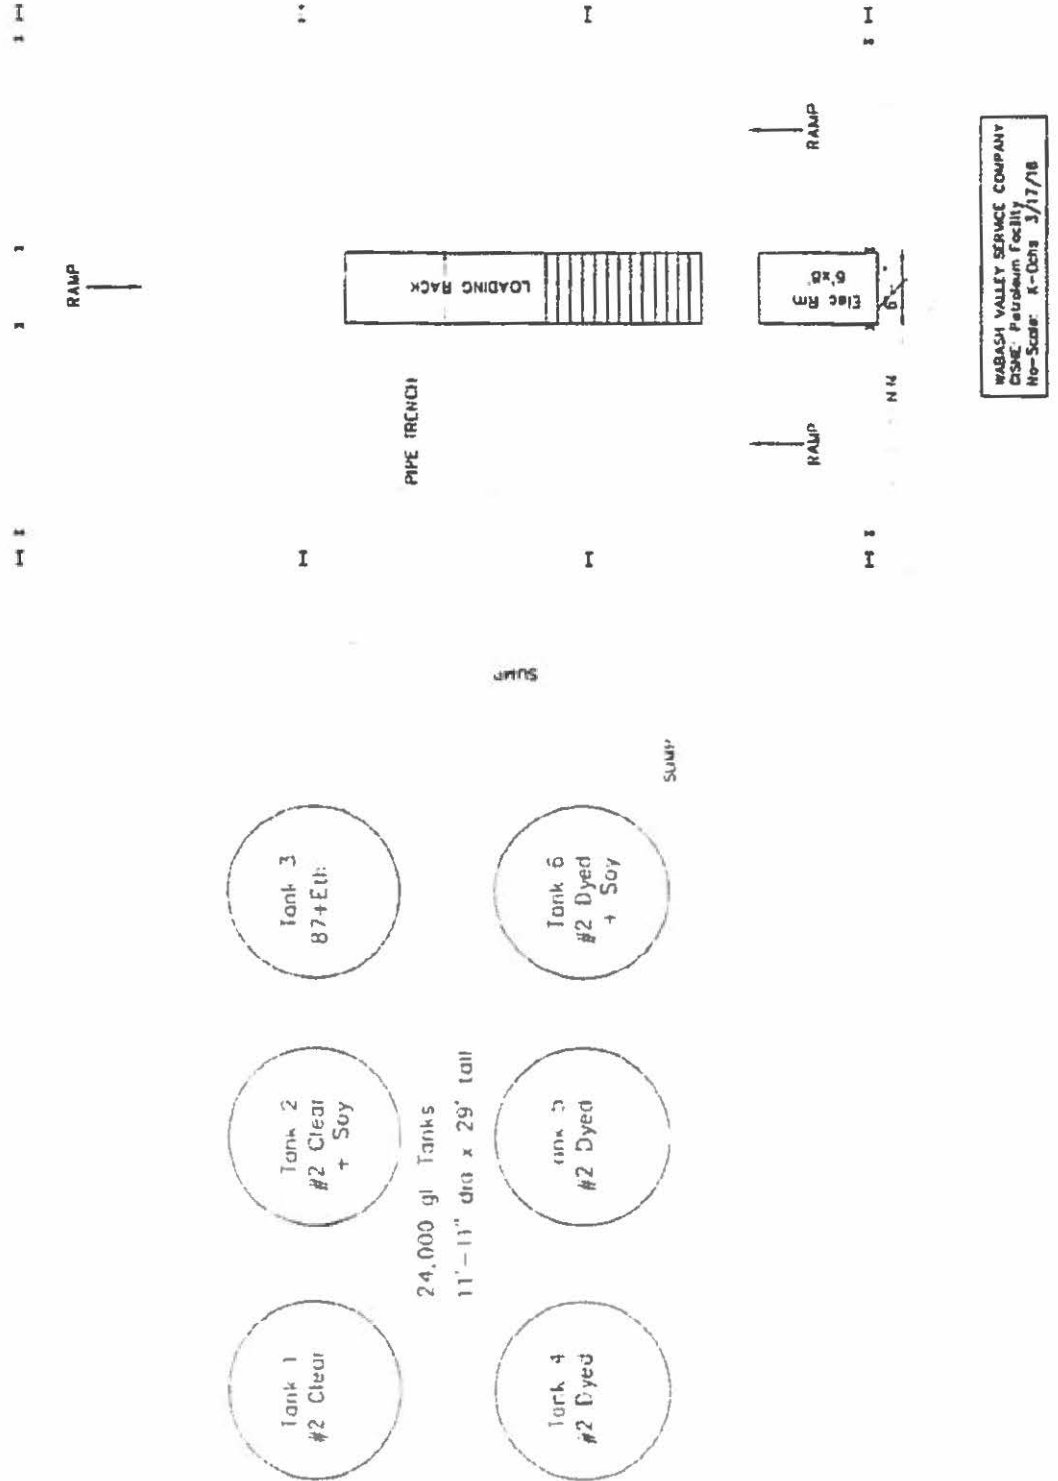 RAMP
RAMP
RAMP
LOADING RACK
Elec Rm
6'x8'
PIPE TRENCH
SUMP
SUMP
Tank 1
#2 Clear
Tank 2
#2 Clear
+ Soy
Tank 3
87+Eth
24,000 gl Tanks
11'-11" dia x 29' tall
Tank 4
#2 Dyed
#2 Dyed
Tank 6
#2 Dyed
+ Soy
WABASH VALLEY SERVICE COMPANY
CISNE Petroleum Facility
No-Scale K-Ochs 3/17/16